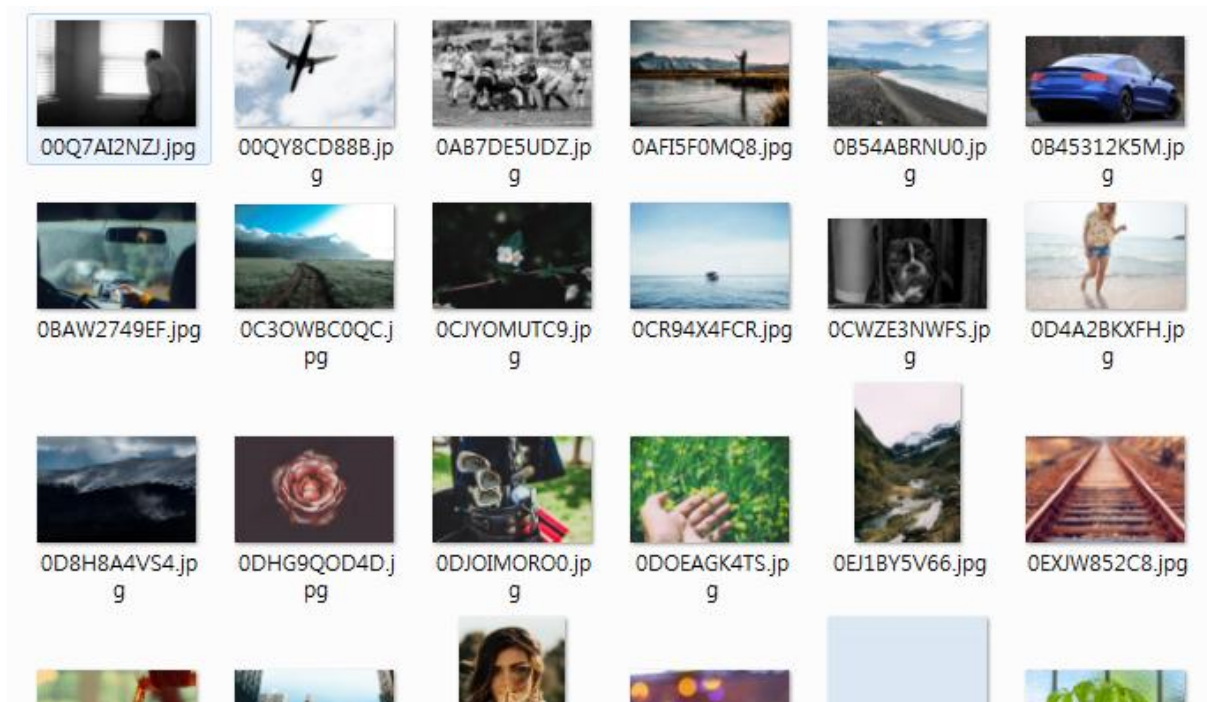 00Q7AI2NZJ.jpg
00QY8CD88B.jp
g
0AB7DE5UDZ.jp
g
0AFI5F0MQ8.jpg
0B54ABRNU0.jp
g
0B45312K5M.jp
g
0BAW2749EF.jpg
0C3OWBC0QC.j
pg
0CJYOMUTC9.jp
g
0CR94X4FCR.jpg
0CWZE3NWFS.jp
g
0D4A2BKXFH.jp
g
0D8H8A4VS4.jp
g
0DHG9QOD4D.j
pg
0DJOIMORO0.jp
g
0DOEAGK4TS.jp
g
0EJ1BY5V66.jpg
0EXJW852C8.jpg